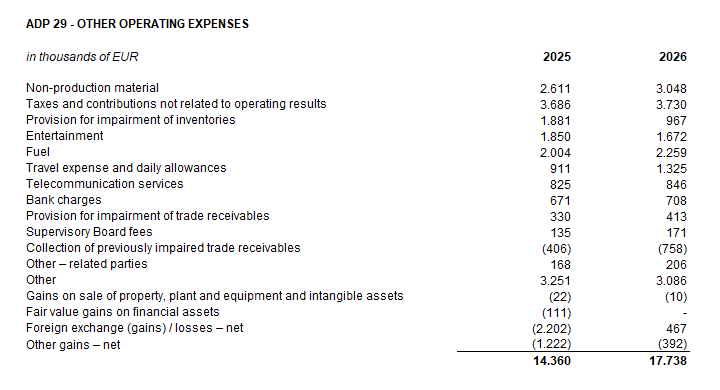 ADP 29 - OTHER OPERATING EXPENSES
in thousands of EUR 2025 2026
Non-production material 2.611 3.048
Taxes and contributions not related to operating results 3.686 3.730
Provision for impairment of inventories 1.881 967
Entertainment 1.850 1.672
Fuel 2.004 2.259
Travel expense and daily allowances 911 1.325
Telecommunication services 825 846
Bank charges 671 708
Provision for impairment of trade receivables 330 413
Supervisory Board fees 135 171
Collection of previously impaired trade receivables (406) (758)
Other – related parties 168 206
Other 3.251 3.086
Gains on sale of property, plant and equipment and intangible assets (22) (10)
Fair value gains on financial assets (111) -
Foreign exchange (gains) / losses – net (2.202) 467
Other gains – net (1.222) (392)
14.360 17.738